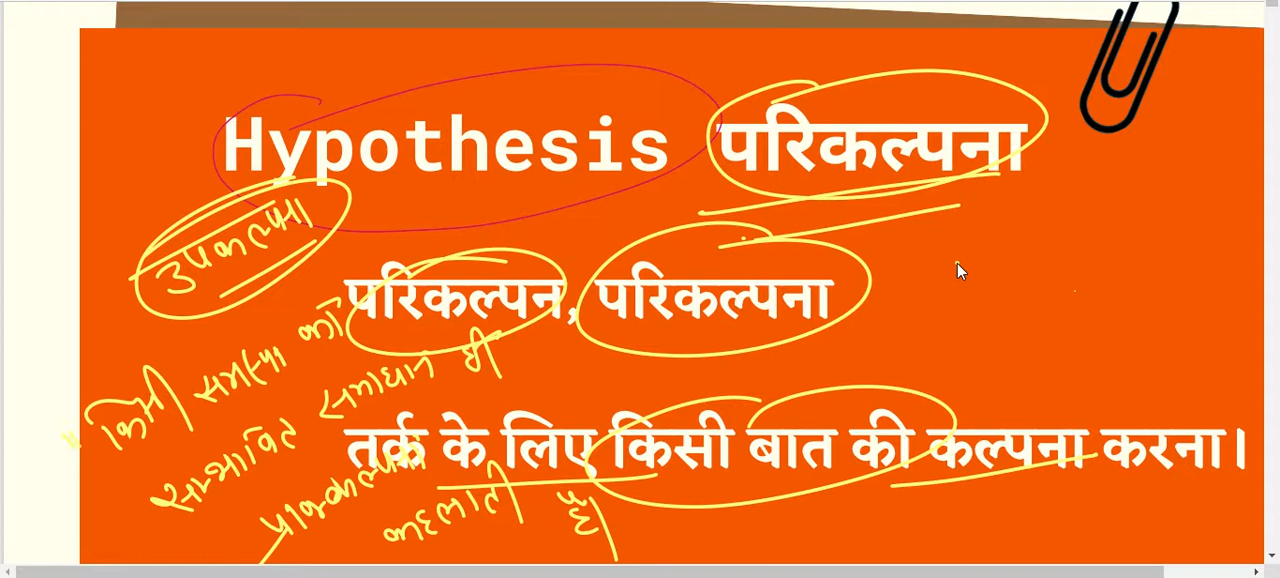 Hypothesis परिकल्पना
उपकल्पना
परिकल्पन, परिकल्पना
तर्क के लिए किसी बात की कल्पना करना।
"किसी समस्या का
सम्भावित समाधान ही
प्राक्कल्पना
कहलाती है